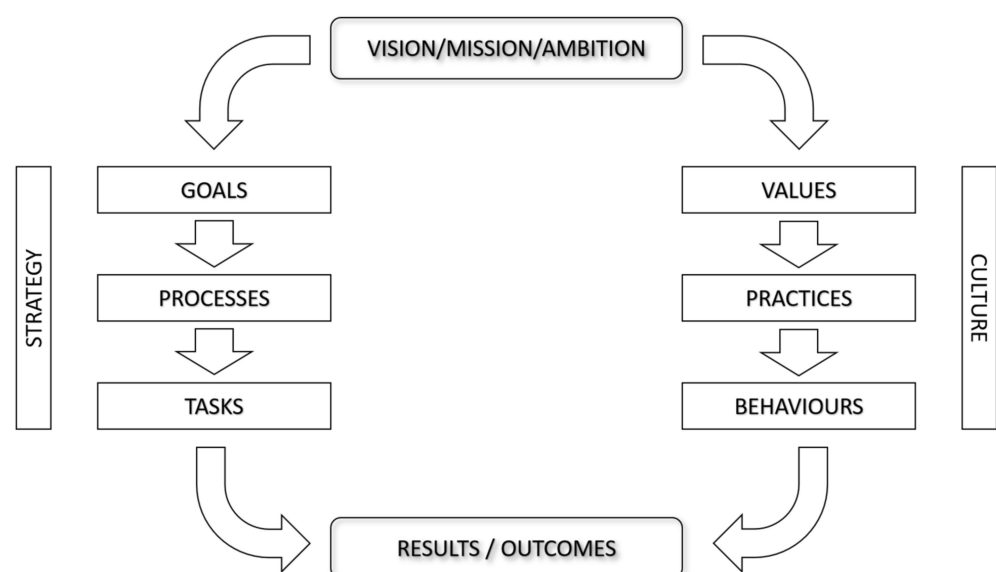 VISION/MISSION/AMBITION
STRATEGY
GOALS
PROCESSES
TASKS
VALUES
PRACTICES
BEHAVIOURS
CULTURE
RESULTS / OUTCOMES